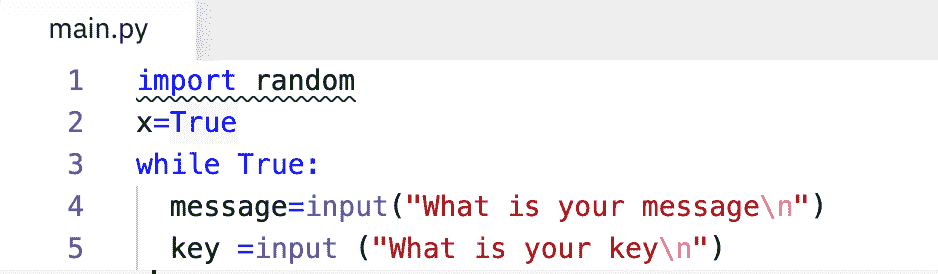 main.py
1 import random
2 x=True
3 while True:
4 message=input("What is your message\n")
5 key =input ("What is your key\n")